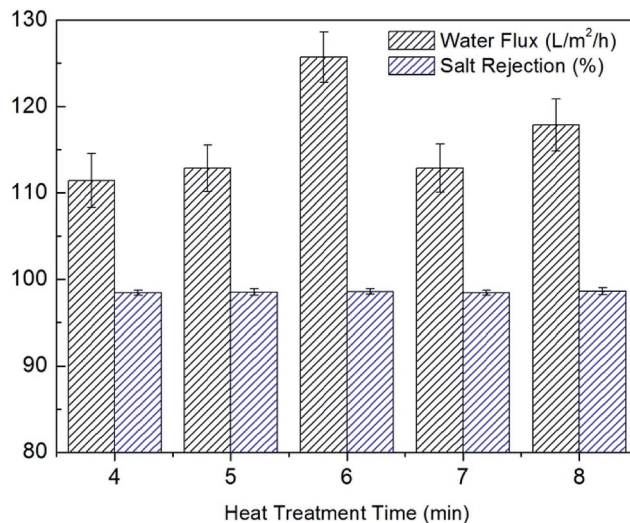 130
120
110
100
90
80
Water Flux (L/m²/h)
Salt Rejection (%)
4 5 6 7 8
Heat Treatment Time (min)